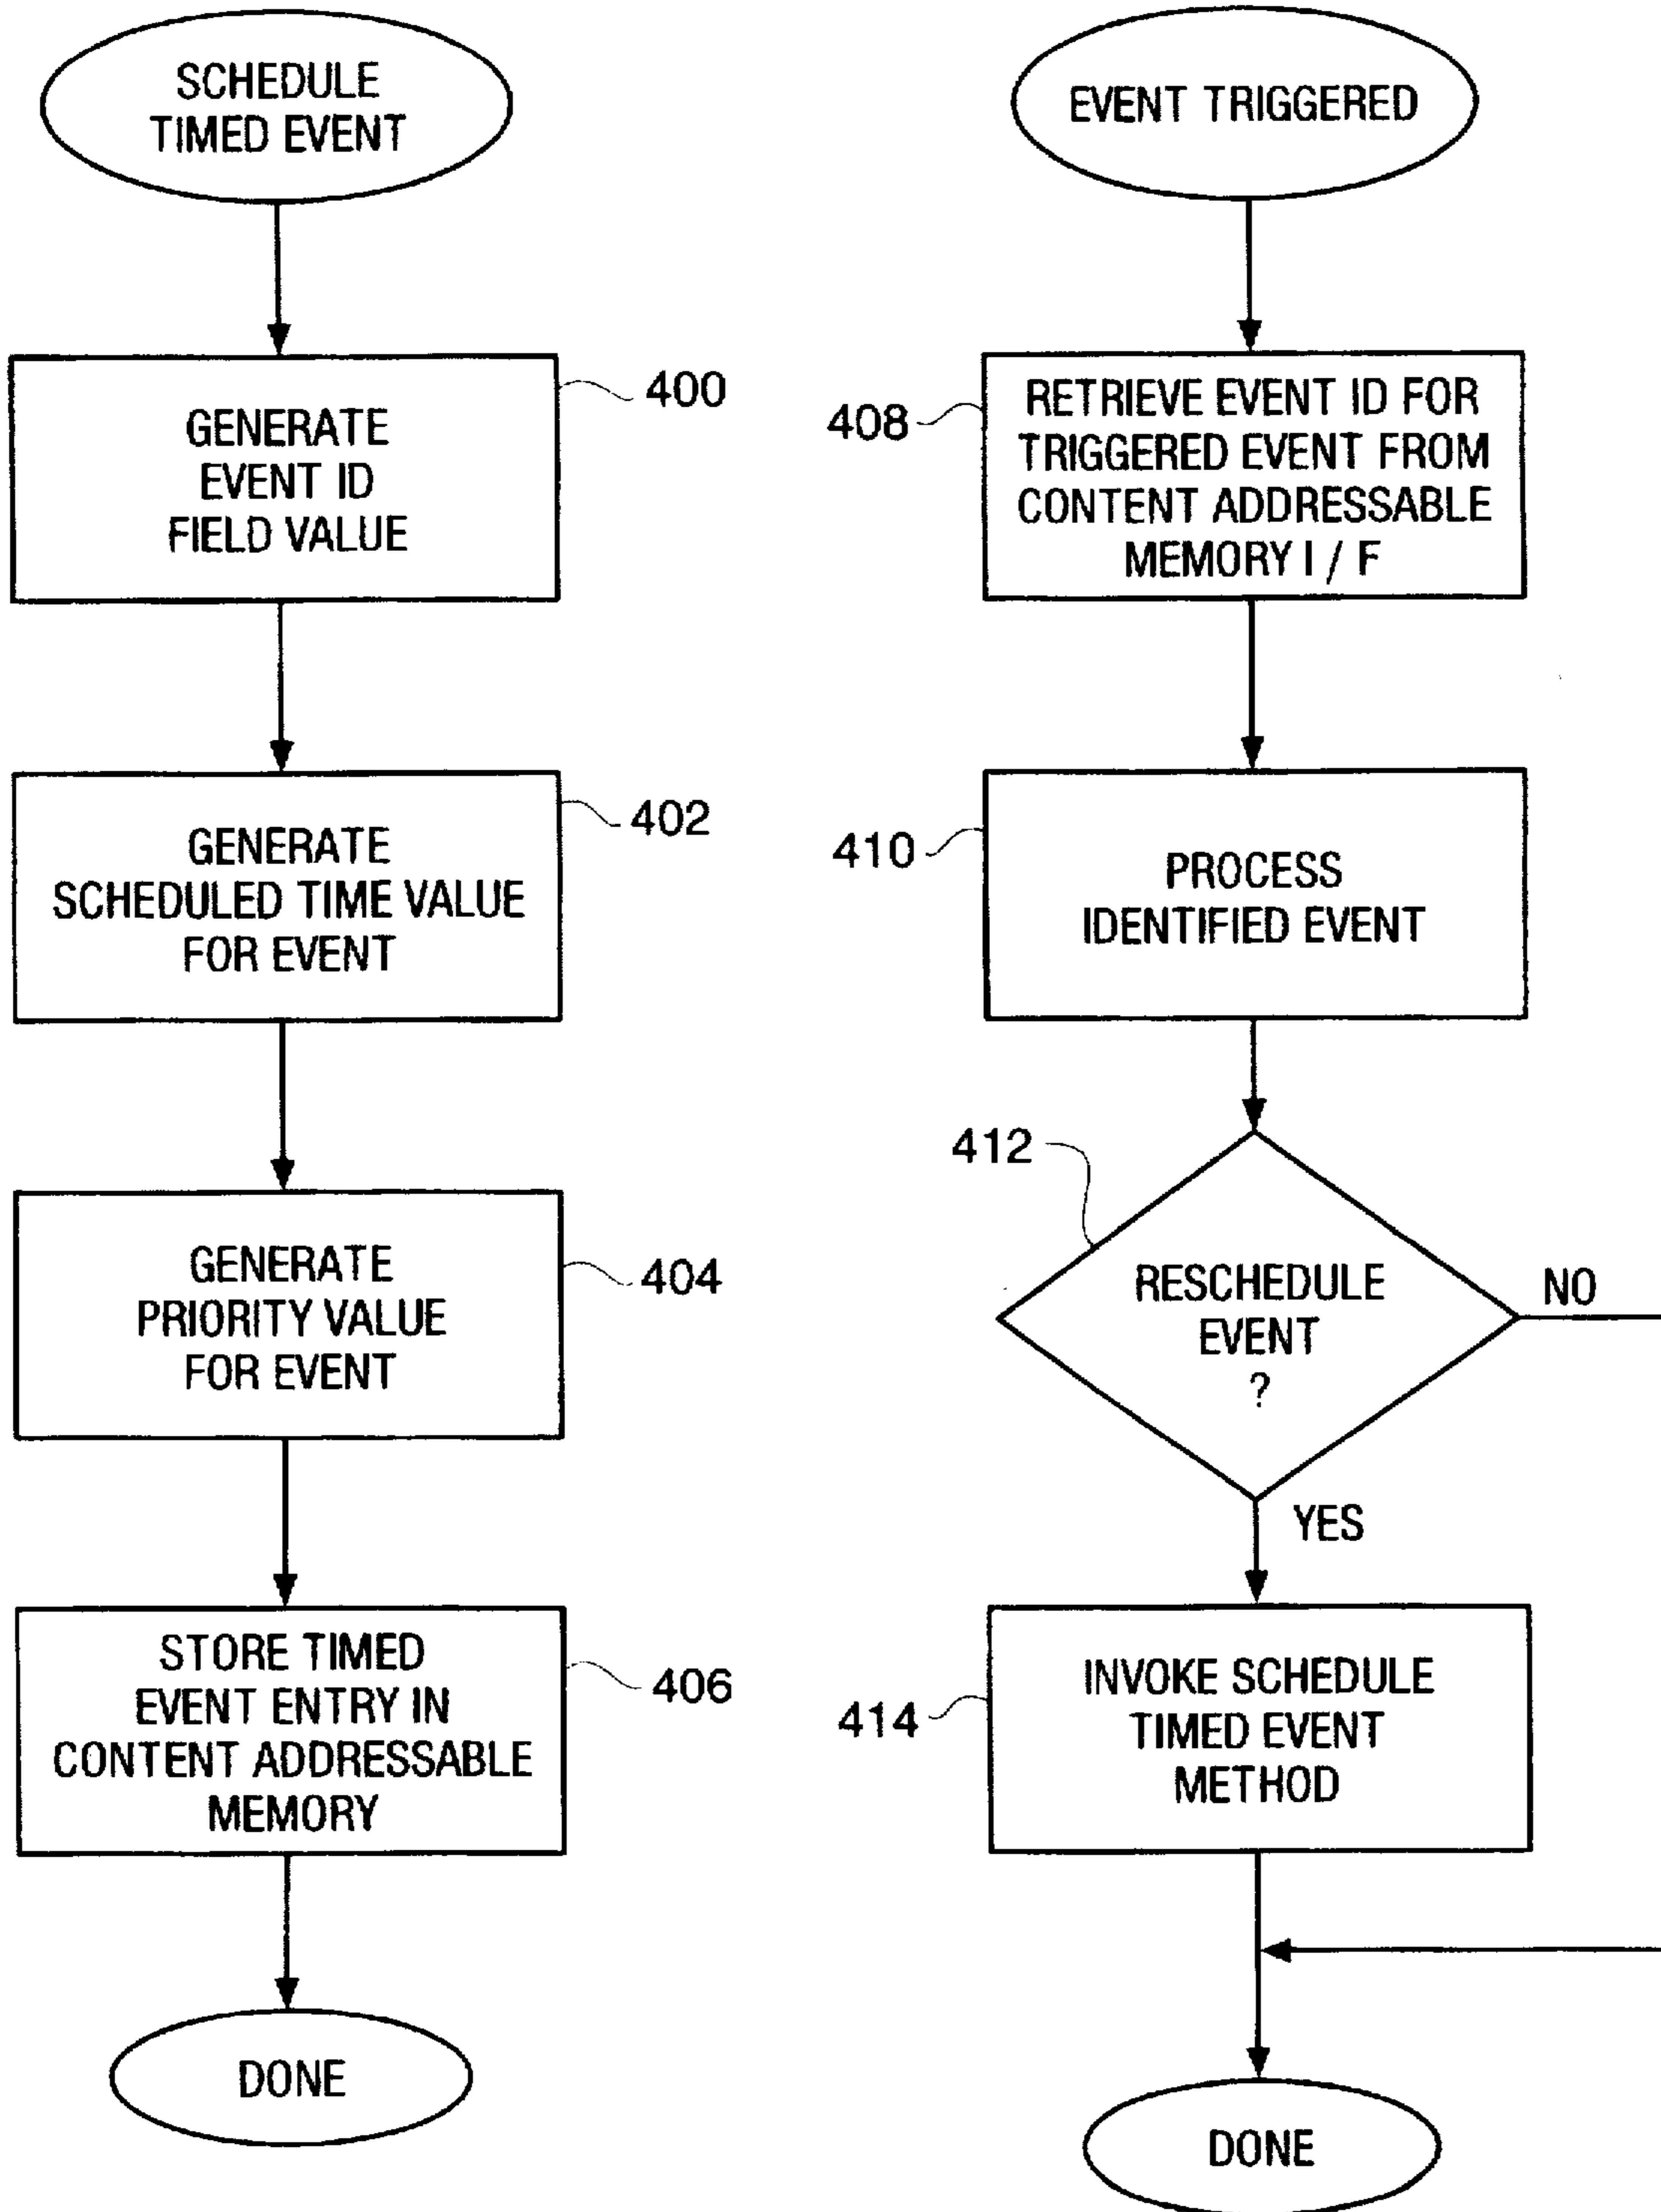 SCHEDULE
TIMED EVENT
400
GENERATE
EVENT ID
FIELD VALUE
402
GENERATE
SCHEDULED TIME VALUE
FOR EVENT
404
GENERATE
PRIORITY VALUE
FOR EVENT
406
STORE TIMED
EVENT ENTRY IN
CONTENT ADDRESSABLE
MEMORY
DONE
EVENT TRIGGERED
408
RETRIEVE EVENT ID FOR
TRIGGERED EVENT FROM
CONTENT ADDRESSABLE
MEMORY I / F
410
PROCESS
IDENTIFIED EVENT
412
RESCHEDULE
EVENT
?
NO
YES
414
INVOKE SCHEDULE
TIMED EVENT
METHOD
DONE